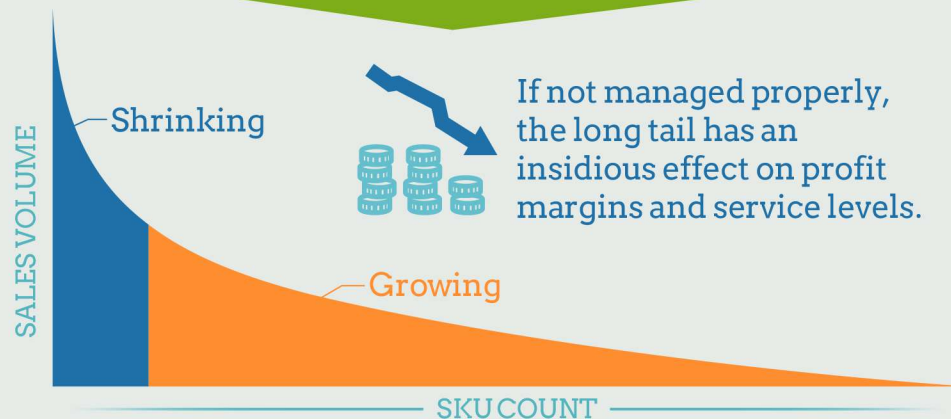 Shrinking
If not managed properly,
the long tail has an
insidious effect on profit
margins and service levels.
SALES VOLUME
Growing
SKU COUNT